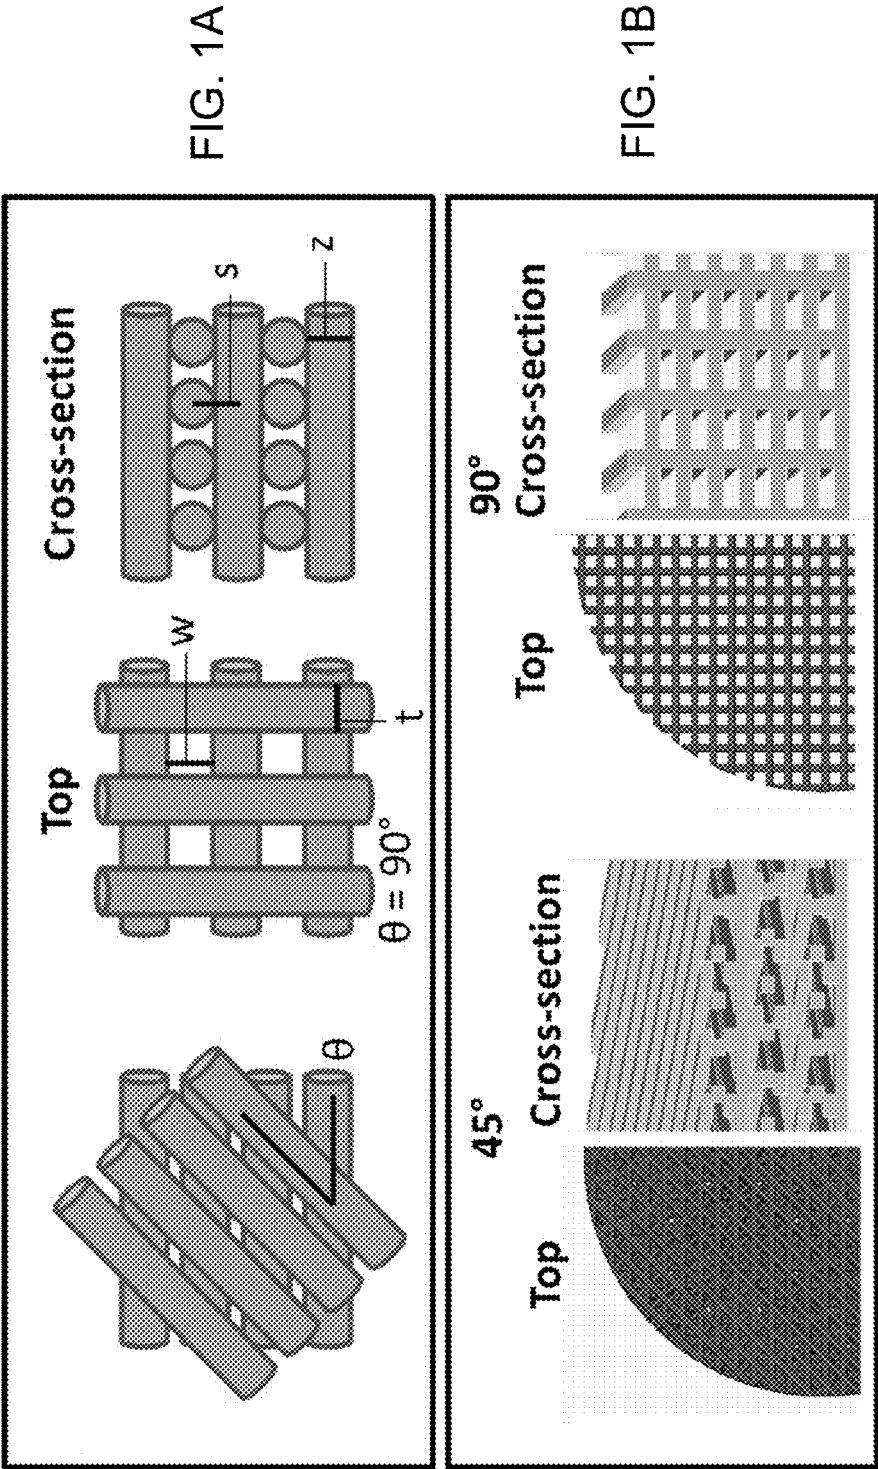 FIG. 1A
Top
Cross-section
θ
θ = 90°
w
t
s
z
FIG. 1B
45°
90°
Top
Cross-section
Top
Cross-section